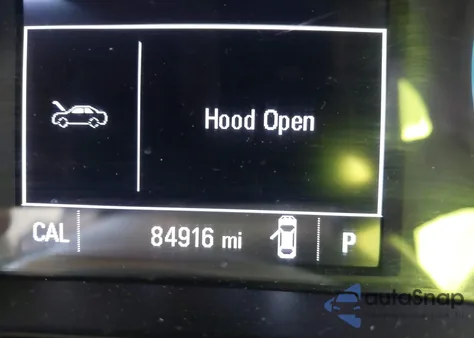 Hood Open
CAL 84916 mi P
autoSnap